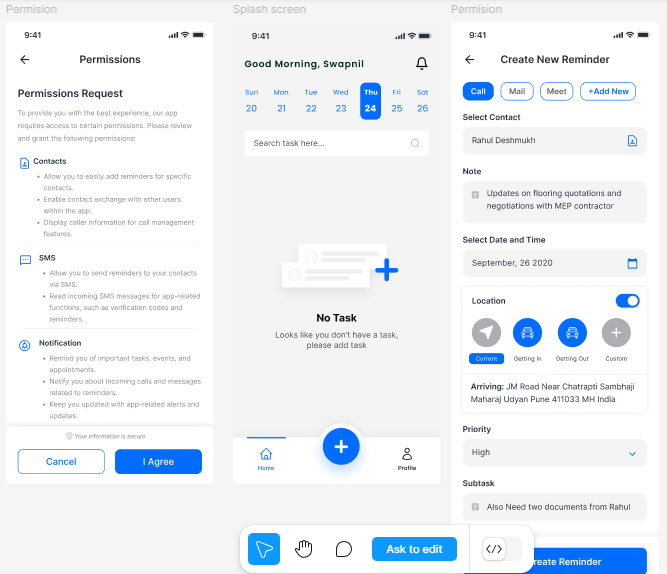 Permision
9:41
Permissions
Permissions Request
To provide you with the best experience, our app
requires access to certain permissions. Please review
and grant the following permissions:
Contacts
• Allow you to easily add reminders for specific
contacts.
• Enable contact exchange with other users
within the app.
• Display caller information for call management
features.
SMS
• Allow you to send reminders to your contacts
via SMS.
• Read incoming SMS messages for app-related
functions, such as verification codes and
reminders.
Notification
• Remind you of important tasks, events, and
appointments.
• Notify you about incoming calls and messages
related to reminders.
• Keep you updated with app-related alerts and
updates.
Your information is secure
Cancel
I Agree
Splash screen
9:41
Good Morning, Swapnil
Sun Mon Tue Wed Thu Fri Sat
20 21 22 23 24 25 26
Search task here...
No Task
Looks like you don't have a task,
please add task
Home
Profile
Permision
9:41
Create New Reminder
Call Mail Meet +Add New
Select Contact
Rahul Deshmukh
Note
Updates on flooring quotations and
negotiations with MEP contractor
Select Date and Time
September, 26 2020
Location
Current Getting In Getting Out Custom
Arriving: JM Road Near Chatrapti Sambhaji
Maharaj Udyan Pune 411033 MH India
Priority
High
Subtask
Also Need two documents from Rahul
reate Reminder
Ask to edit